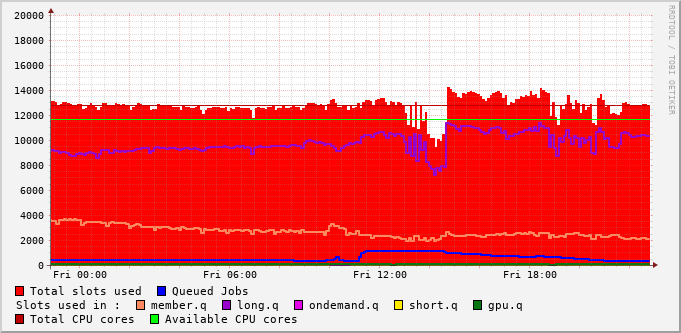 RRDTOOL / TOBI OETIKER
20000
18000
16000
14000
12000
10000
8000
6000
4000
2000
0
Fri 00:00 Fri 06:00 Fri 12:00 Fri 18:00
Total slots used Queued Jobs
Slots used in : member.q long.q ondemand.q short.q gpu.q
Total CPU cores Available CPU cores